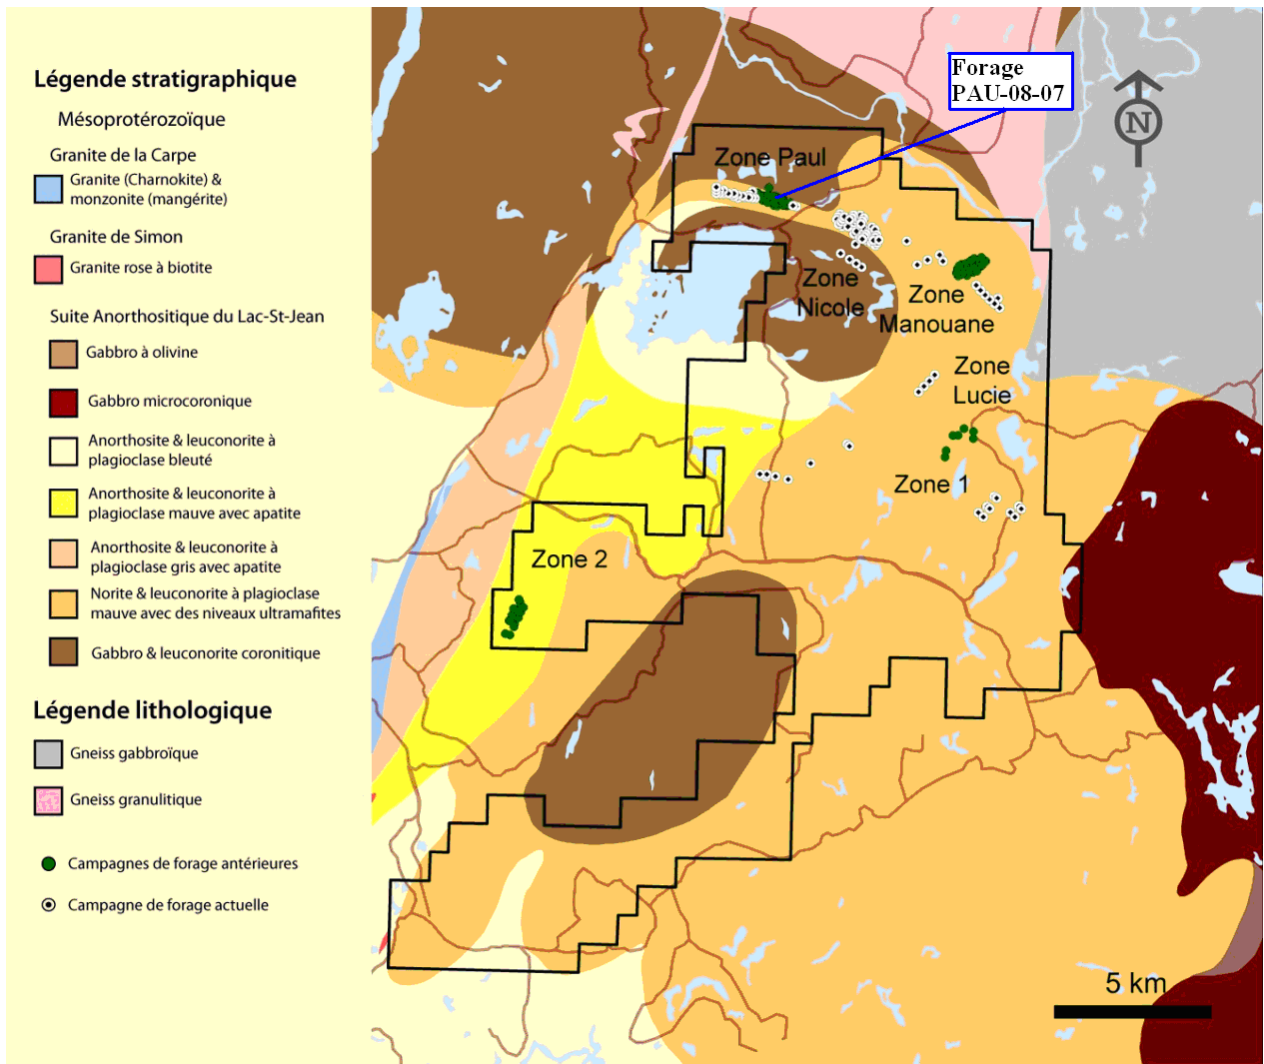 Légende stratigraphique
Mésoprotérozoïque
Granite de la Carpe
Granite (Charnokite) &
monzonite (mangérite)
Granite de Simon
Granite rose à biotite
Suite Anorthositique du Lac-St-Jean
Gabbro à olivine
Gabbro microcoronique
Anorthosite & leuconorite à
plagioclase bleuté
Anorthosite & leuconorite à
plagioclase mauve avec apatite
Anorthosite & leuconorite à
plagioclase gris avec apatite
Norite & leuconorite à plagioclase
mauve avec des niveaux ultramafites
Gabbro & leuconorite coronitique
Légende lithologique
Gneiss gabbroïque
Gneiss granulitique
Campagnes de forage antérieures
Campagne de forage actuelle
Forage
PAU-08-07
N
Zone Paul
Zone
Nicole
Zone
Manouane
Zone
Lucie
Zone 1
Zone 2
5 km